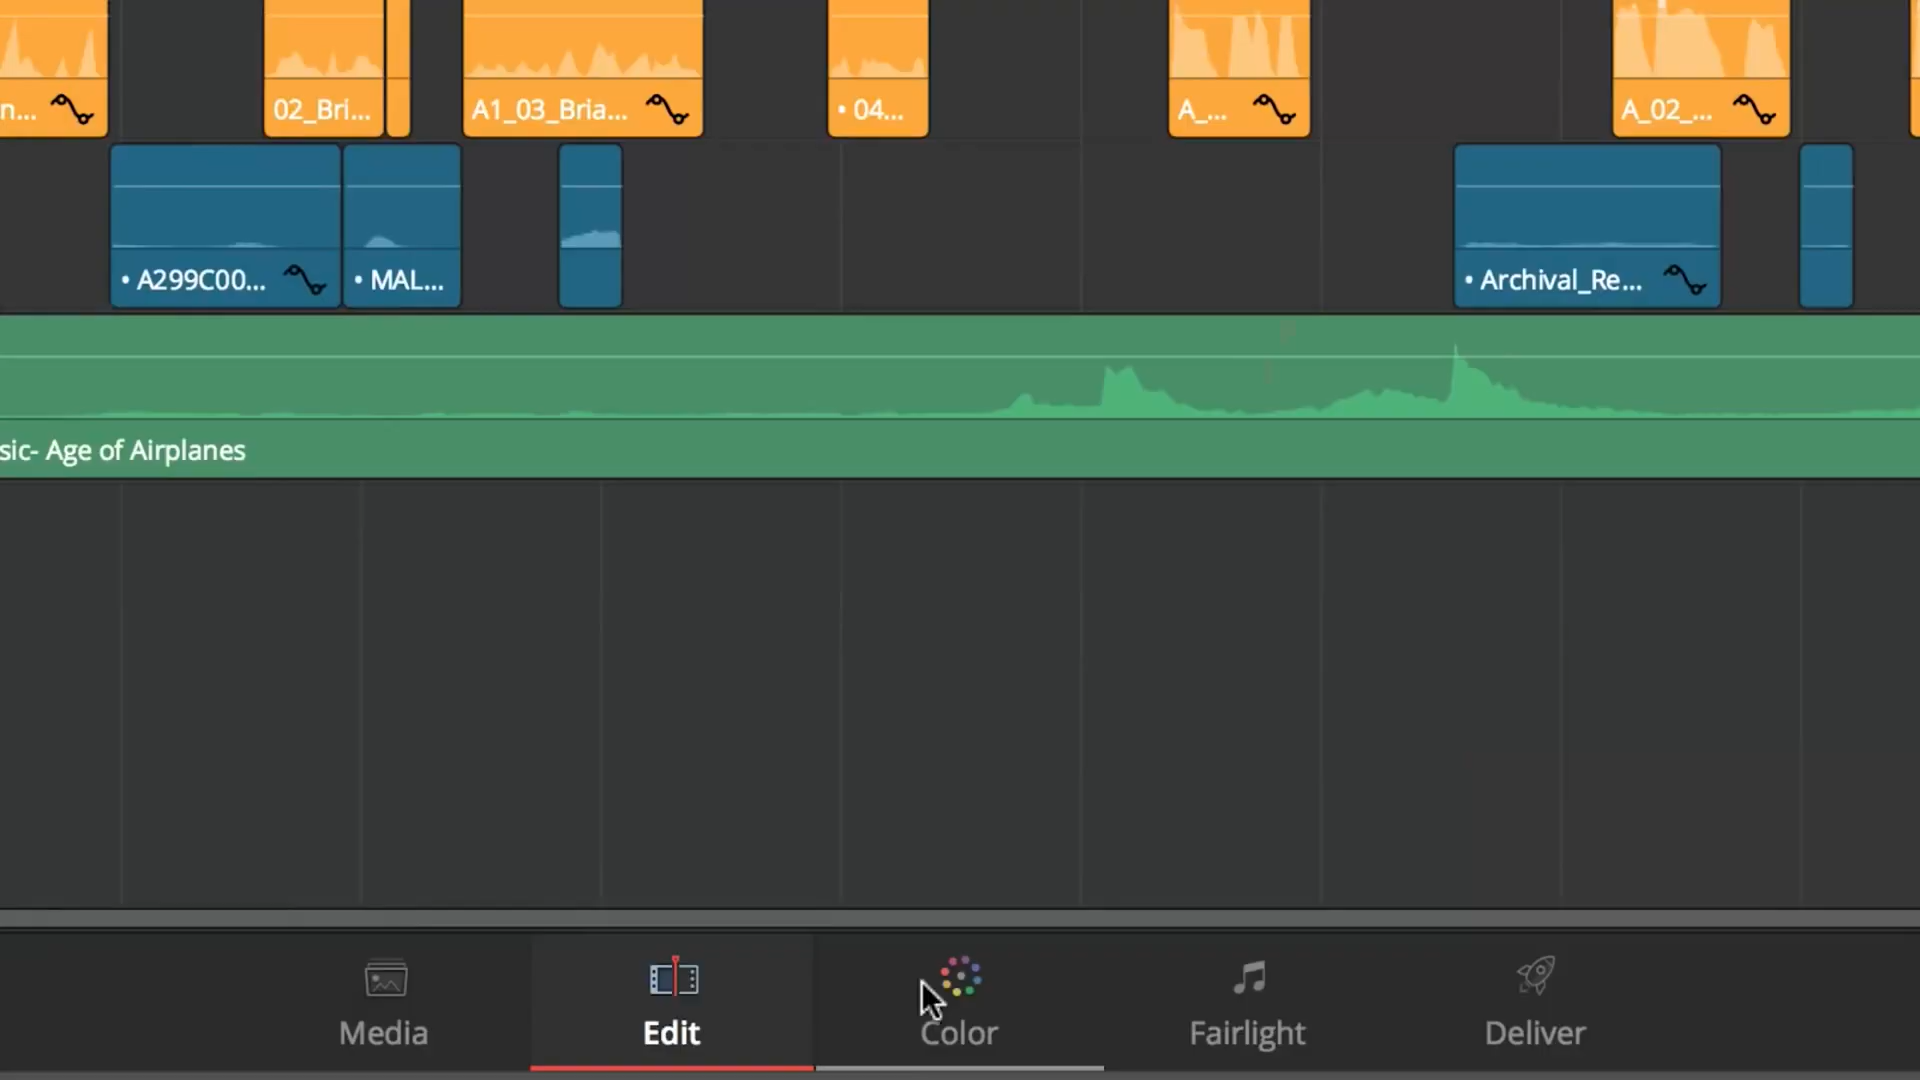 n...
02_Bri...
A1_03_Bria...
• 04...
A_...
A_02_...
• A299C00...
• MAL...
• Archival_Re...
sic- Age of Airplanes
Media
Edit
Color
Fairlight
Deliver